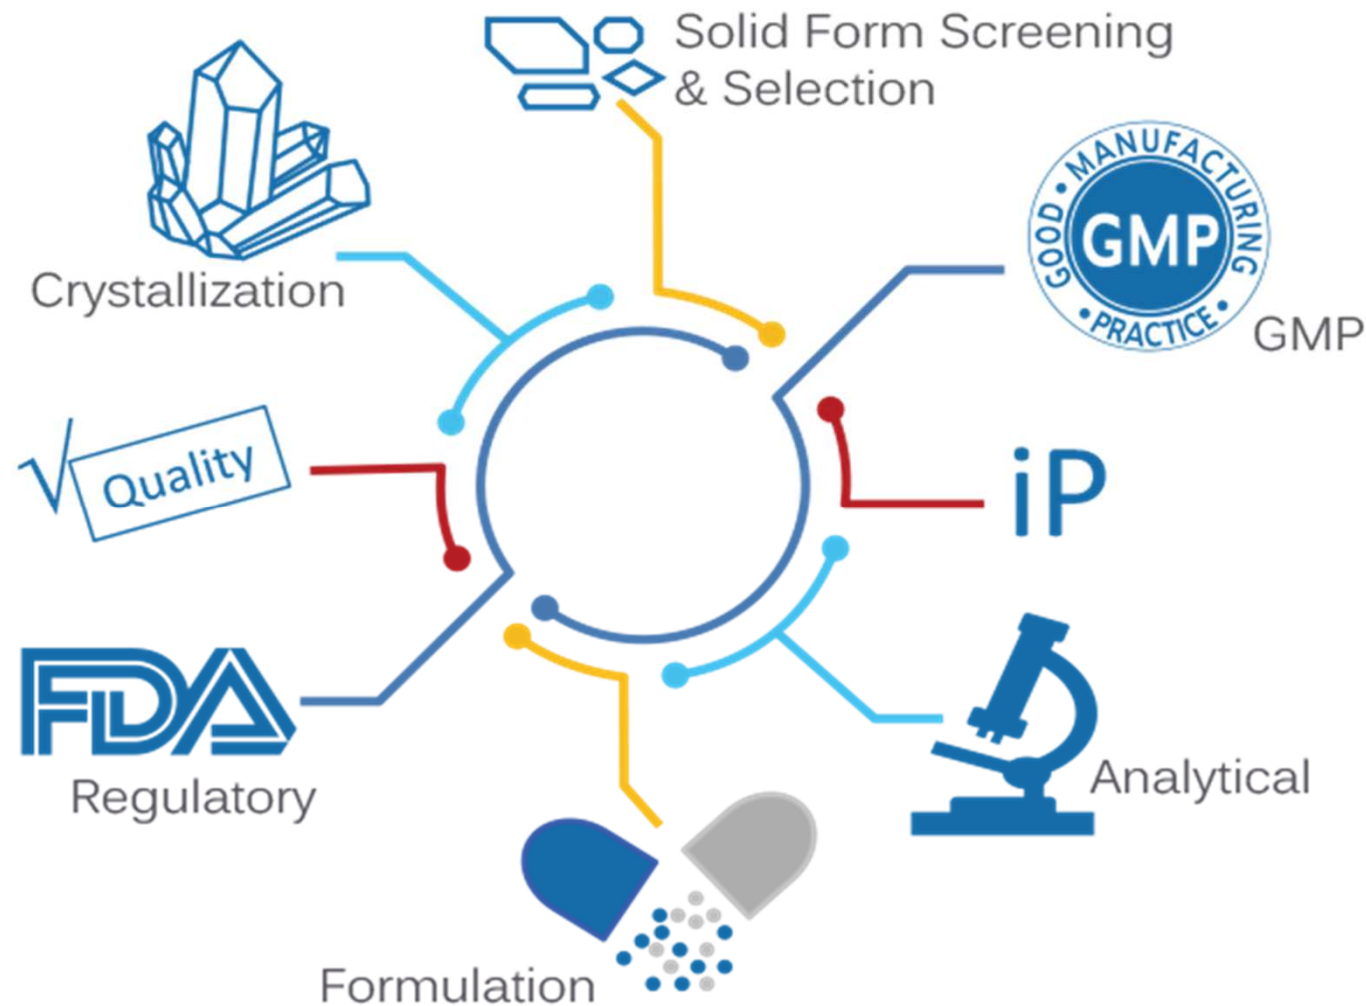 Solid Form Screening
& Selection
Crystallization
GOOD • MANUFACTURING
GMP
• PRACTICE •
GMP
√ Quality
iP
FDA
Regulatory
Analytical
Formulation